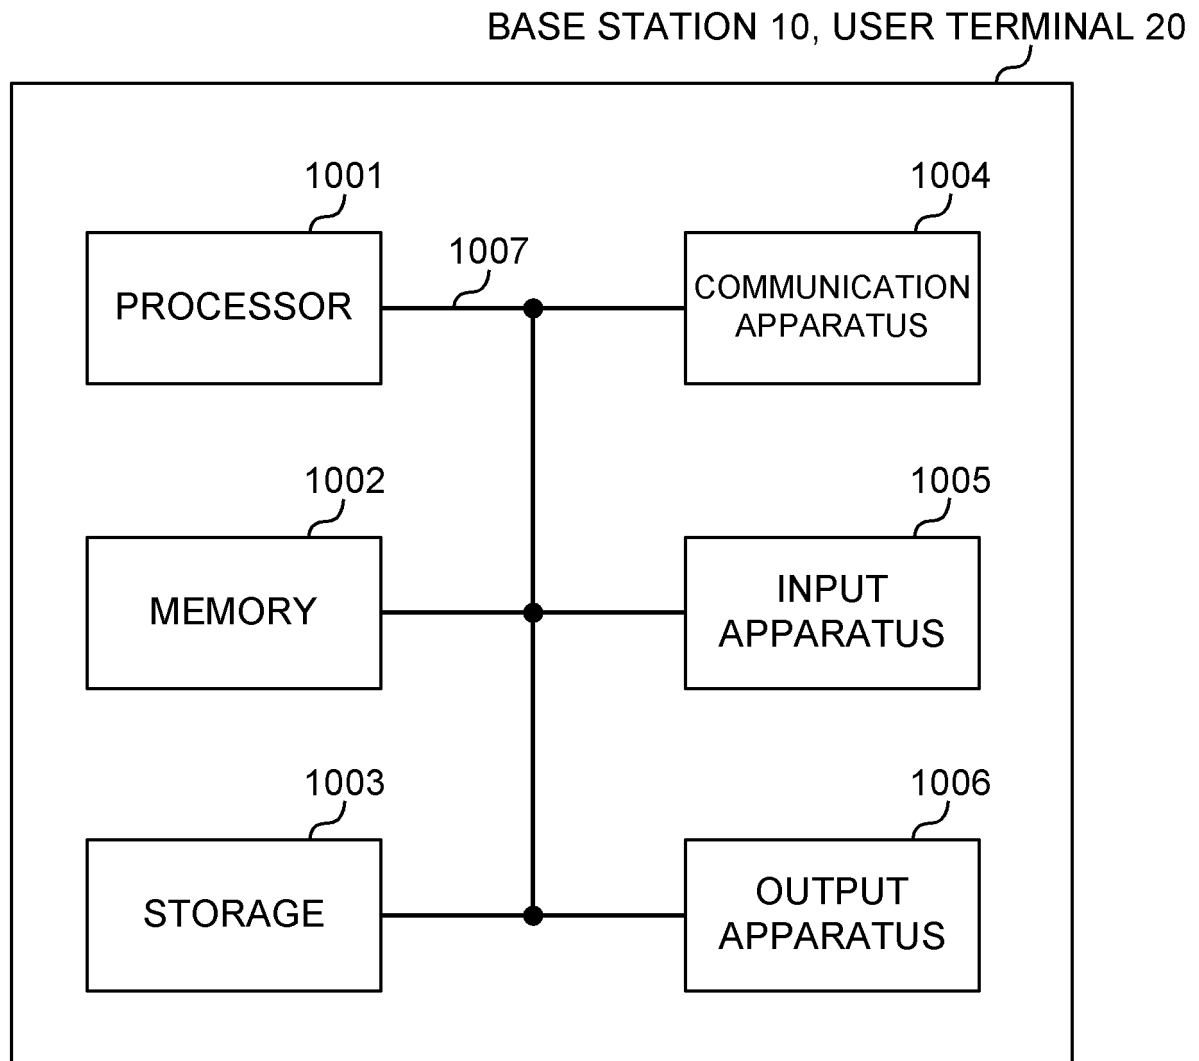 BASE STATION 10, USER TERMINAL 20
1001
PROCESSOR
1007
1004
COMMUNICATION
APPARATUS
1002
MEMORY
1005
INPUT
APPARATUS
1003
STORAGE
1006
OUTPUT
APPARATUS